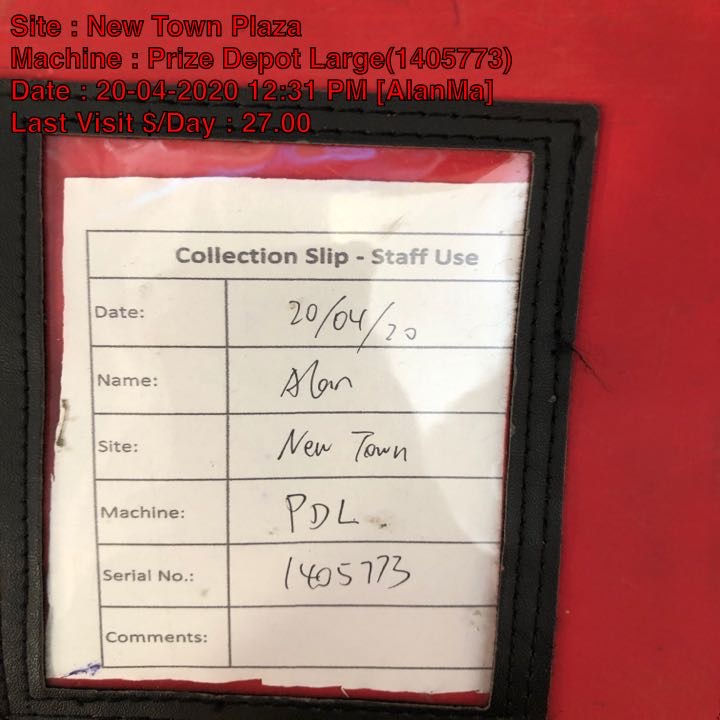 Site : New Town Plaza
Machine : Prize Depot Large(1405773)
Date : 20-04-2020 12:31 PM [AlanMa]
Last Visit $/Day : 27.00
Collection Slip - Staff Use
Date: 20/04/20
Name: Alan
Site: New Town
Machine: PDL
Serial No.: 1405773
Comments: